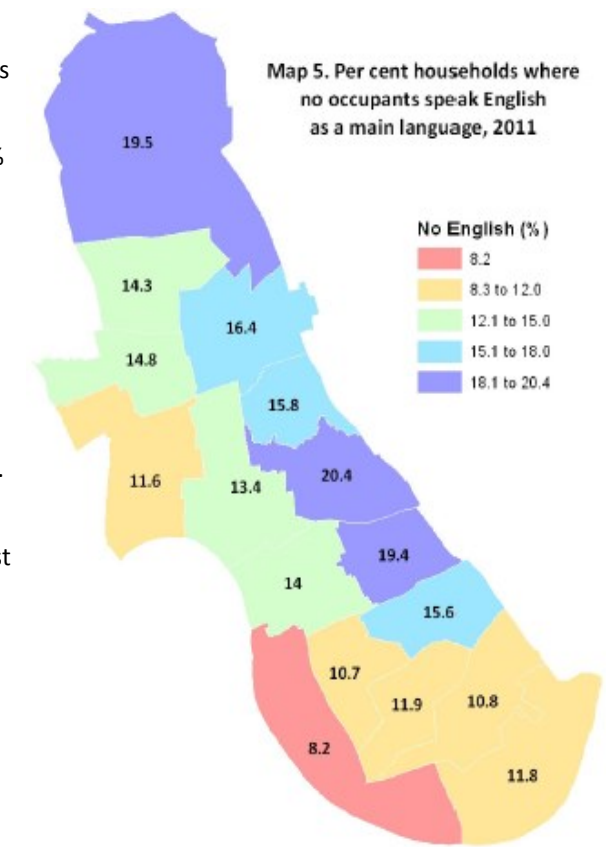 s
Map 5. Per cent households where
no occupants speak English
as a main language, 2011
%
19.5
No English (%)
8.2
8.3 to 12.0
12.1 to 15.0
15.1 to 18.0
18.1 to 20.4
14.3
16.4
14.8
15.8
11.6
13.4
20.4
st
19.4
14
15.6
10.7
11.9
10.8
8.2
11.8